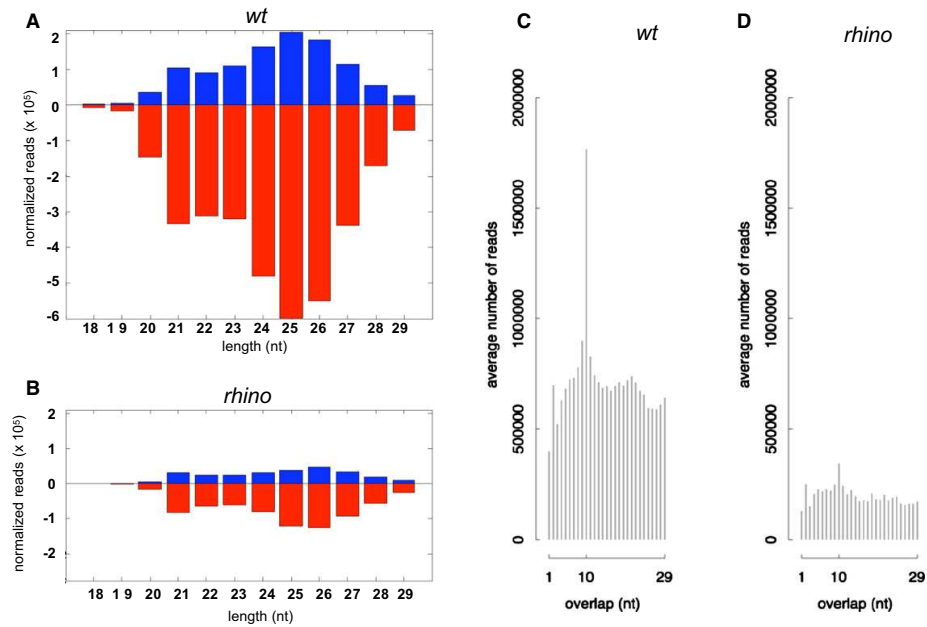 A
wt
2
1
0
-1
-2
-3
-4
-5
-6
normalized reads (x 10⁵)
18 1 9 20 21 22 23 24 25 26 27 28 29
length (nt)
B
rhino
2
1
0
-1
-2
normalized reads (x 10⁵)
18 1 9 20 21 22 23 24 25 26 27 28 29
length (nt)
C
wt
2000000
1500000
1000000
500000
0
average number of reads
1 10 29
overlap (nt)
D
rhino
2000000
1500000
1000000
500000
0
average number of reads
1 10 29
overlap (nt)